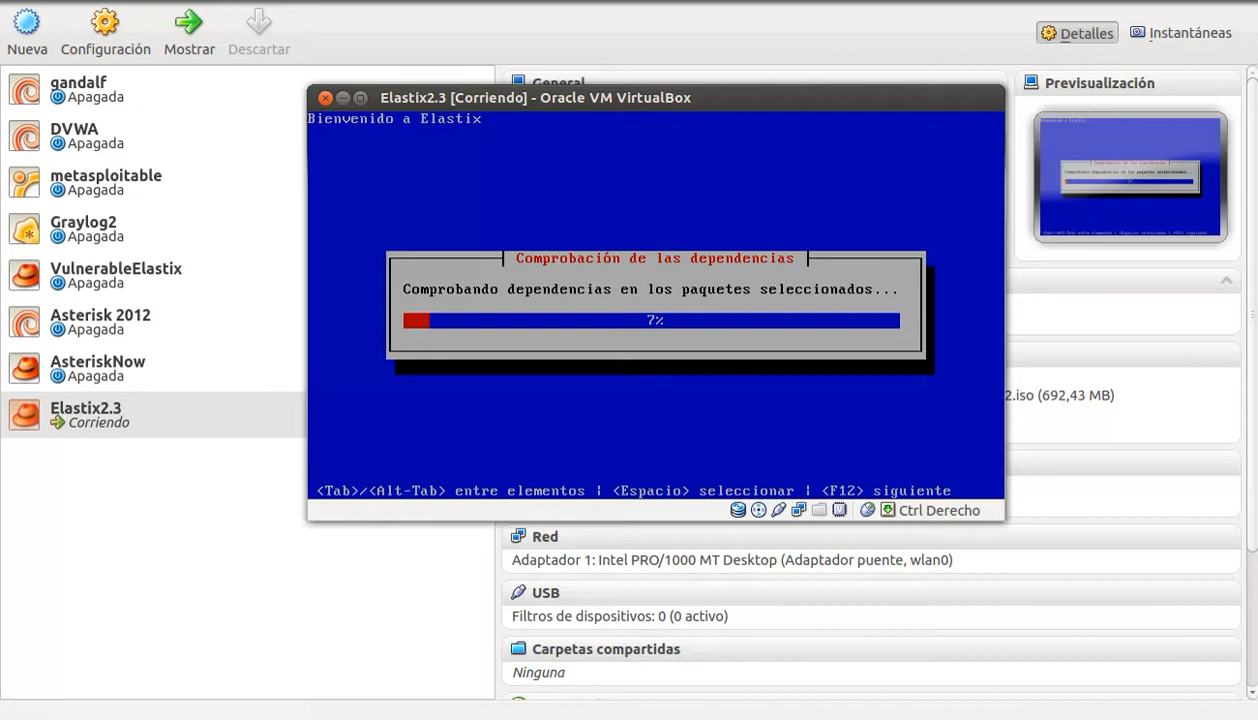 Nueva
Configuración
Mostrar
Descartar
Detalles
Instantáneas
gandalf
Apagada
DVWA
Apagada
metasploitable
Apagada
Graylog2
Apagada
VulnerableElastix
Apagada
Asterisk 2012
Apagada
AsteriskNow
Apagada
Elastix2.3
Corriendo
General
Previsualización
Elastix2.3 [Corriendo] - Oracle VM VirtualBox
Bienvenido a Elastix
Comprobación de las dependencias
Comprobando dependencias en los paquetes seleccionados...
7%
<Tab>/<Alt-Tab> entre elementos | <Espacio> seleccionar | <F12> siguiente
Ctrl Derecho
2.iso (692,43 MB)
Red
Adaptador 1: Intel PRO/1000 MT Desktop (Adaptador puente, wlan0)
USB
Filtros de dispositivos: 0 (0 activo)
Carpetas compartidas
Ninguna